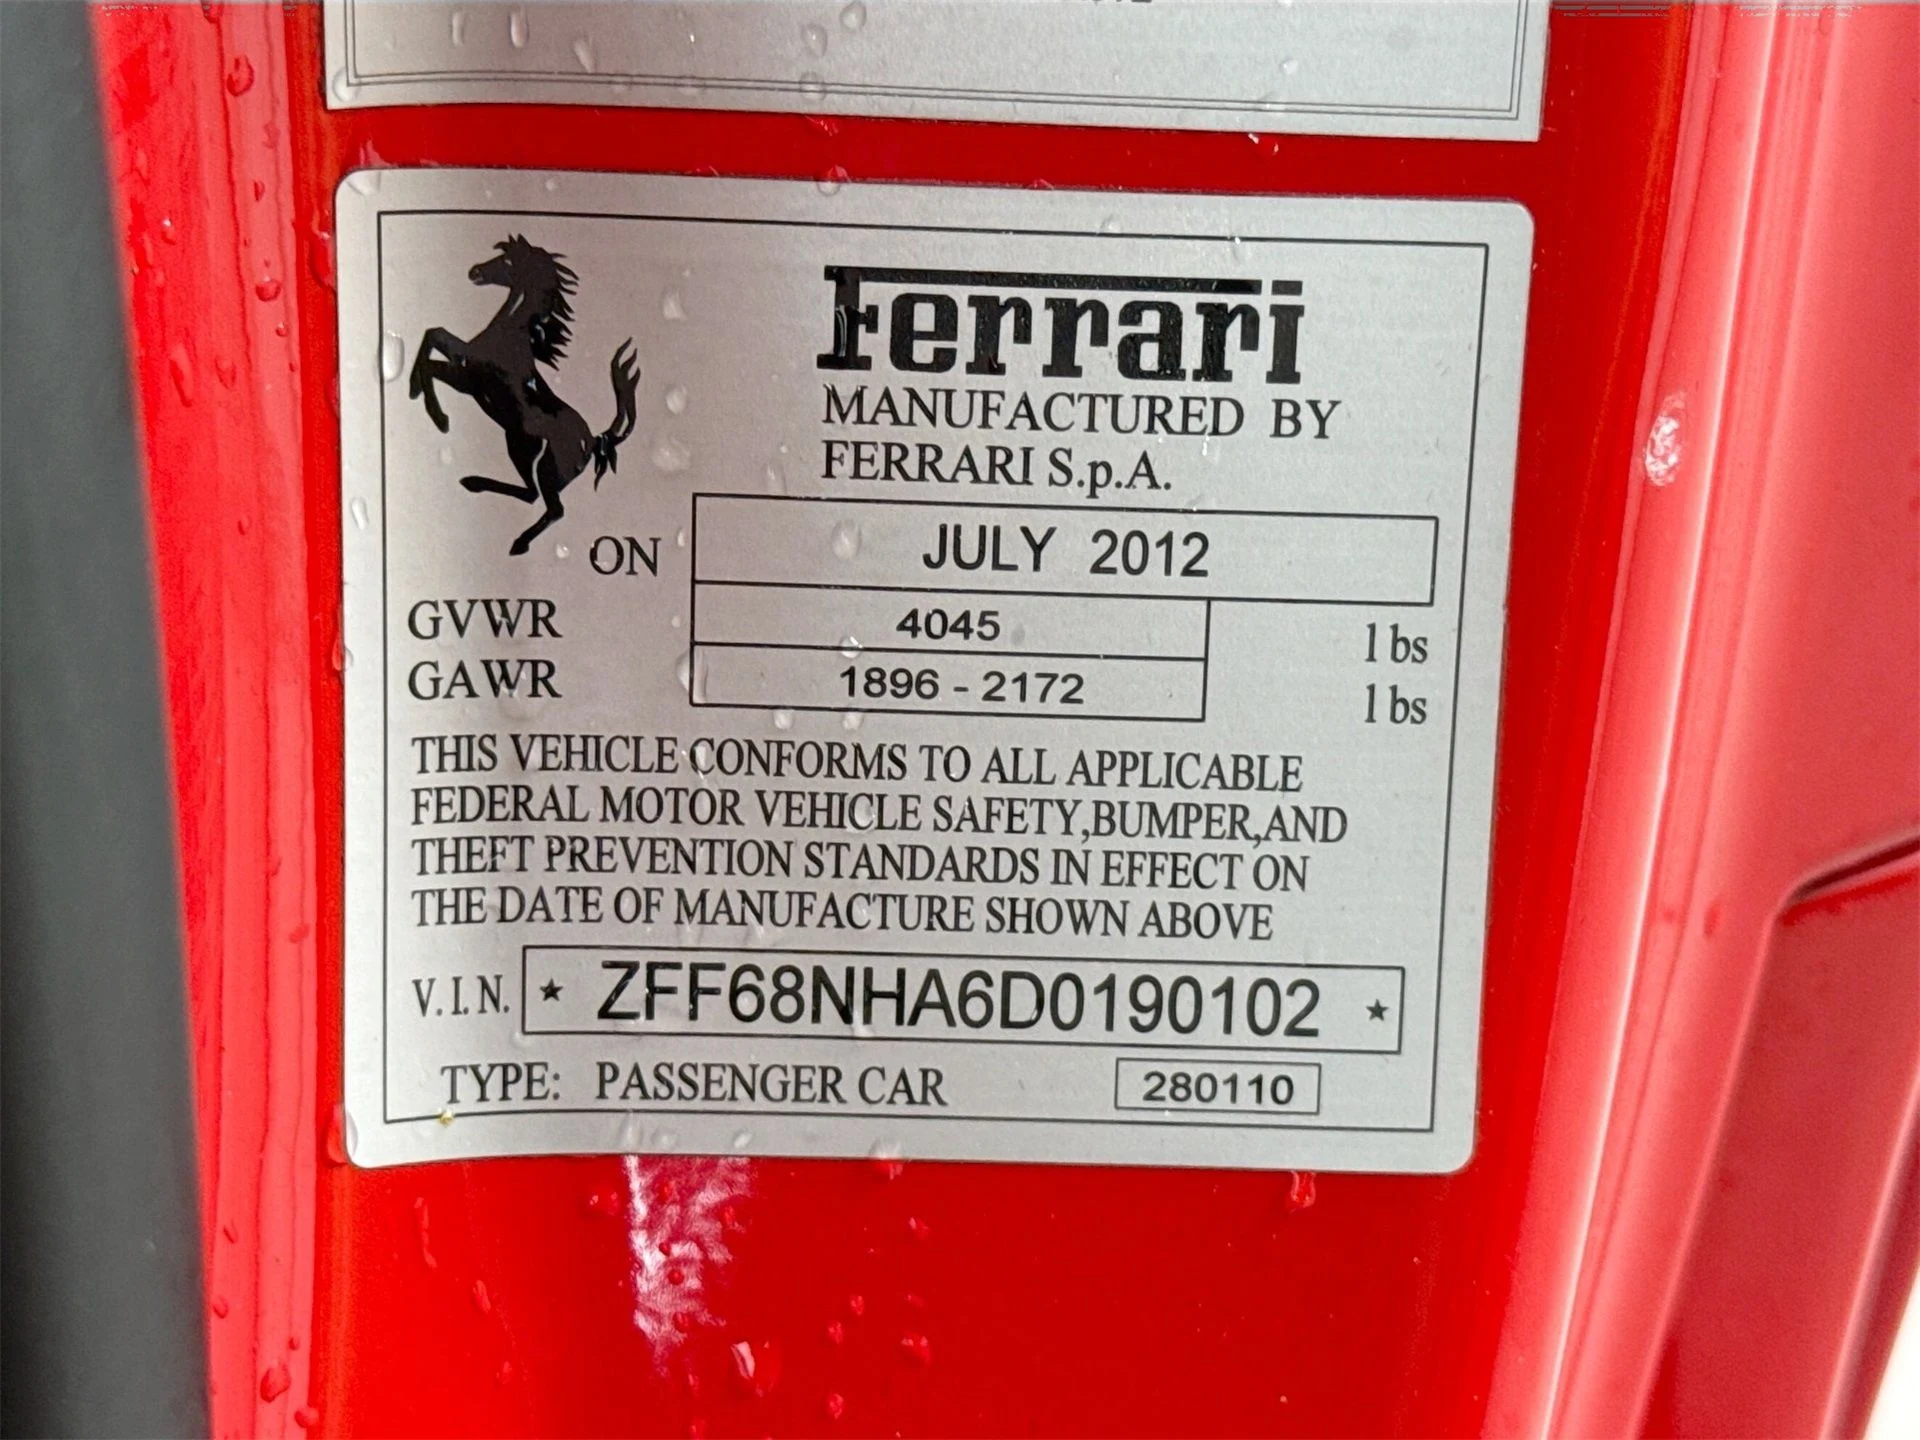 Ferrari
MANUFACTURED BY
FERRARI S.p.A.
ON JULY 2012
GVWR 4045 lbs
GAWR 1896 - 2172 lbs
THIS VEHICLE CONFORMS TO ALL APPLICABLE
FEDERAL MOTOR VEHICLE SAFETY,BUMPER,AND
THEFT PREVENTION STANDARDS IN EFFECT ON
THE DATE OF MANUFACTURE SHOWN ABOVE
V.I.N. ★ ZFF68NHA6D0190102 ★
TYPE: PASSENGER CAR 280110